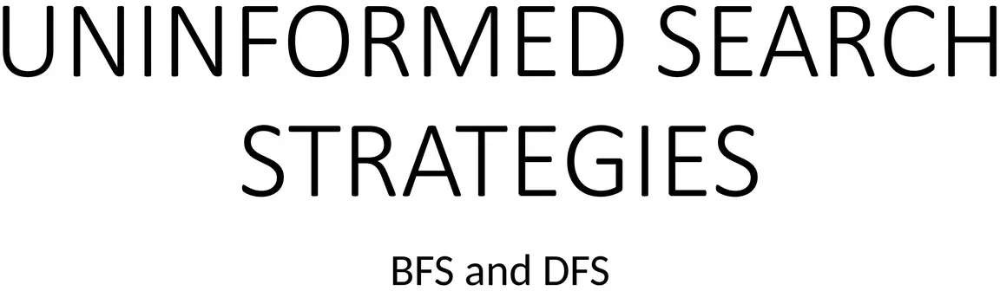 UNINFORMED SEARCH
STRATEGIES
BFS and DFS